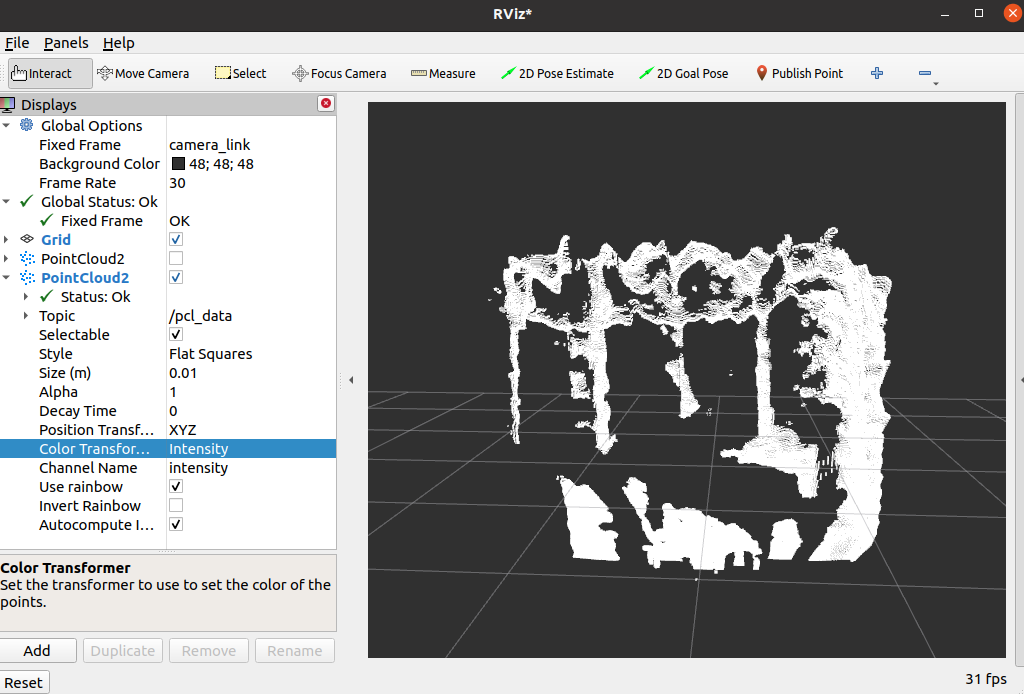 RViz*
File Panels Help
Interact Move Camera Select Focus Camera Measure 2D Pose Estimate 2D Goal Pose Publish Point
Displays
Global Options
Fixed Frame camera_link
Background Color 48; 48; 48
Frame Rate 30
Global Status: Ok
Fixed Frame OK
Grid
PointCloud2
PointCloud2
Status: Ok
Topic /pcl_data
Selectable
Style Flat Squares
Size (m) 0.01
Alpha 1
Decay Time 0
Position Transf... XYZ
Color Transfor... Intensity
Channel Name intensity
Use rainbow
Invert Rainbow
Autocompute I...
Color Transformer
Set the transformer to use to set the color of the
points.
Add Duplicate Remove Rename
Reset 31 fps